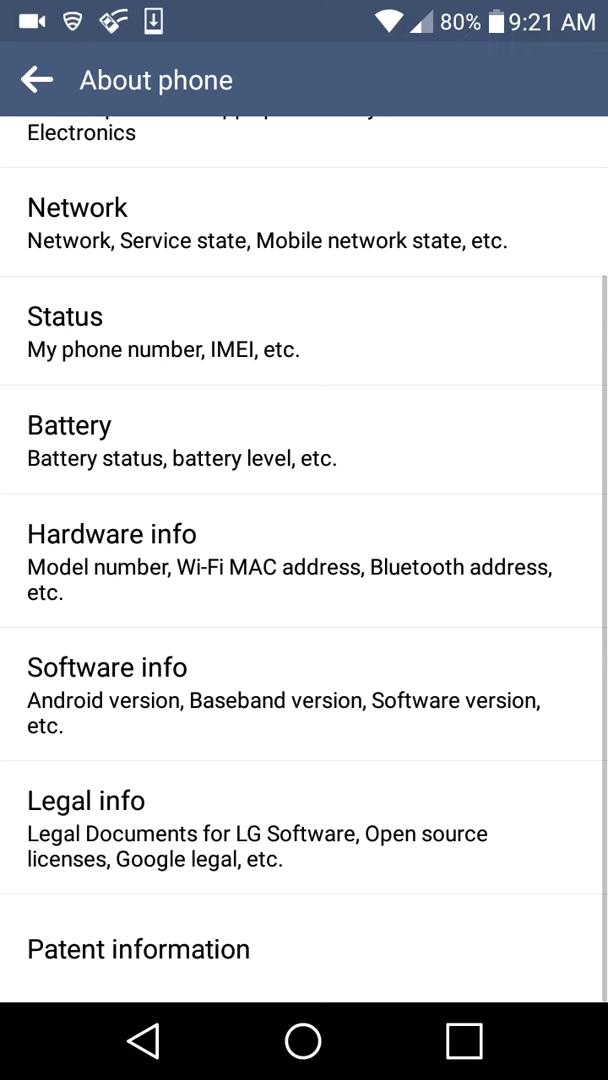 80% 9:21 AM
About phone
Electronics
Network
Network, Service state, Mobile network state, etc.
Status
My phone number, IMEI, etc.
Battery
Battery status, battery level, etc.
Hardware info
Model number, Wi-Fi MAC address, Bluetooth address,
etc.
Software info
Android version, Baseband version, Software version,
etc.
Legal info
Legal Documents for LG Software, Open source
licenses, Google legal, etc.
Patent information